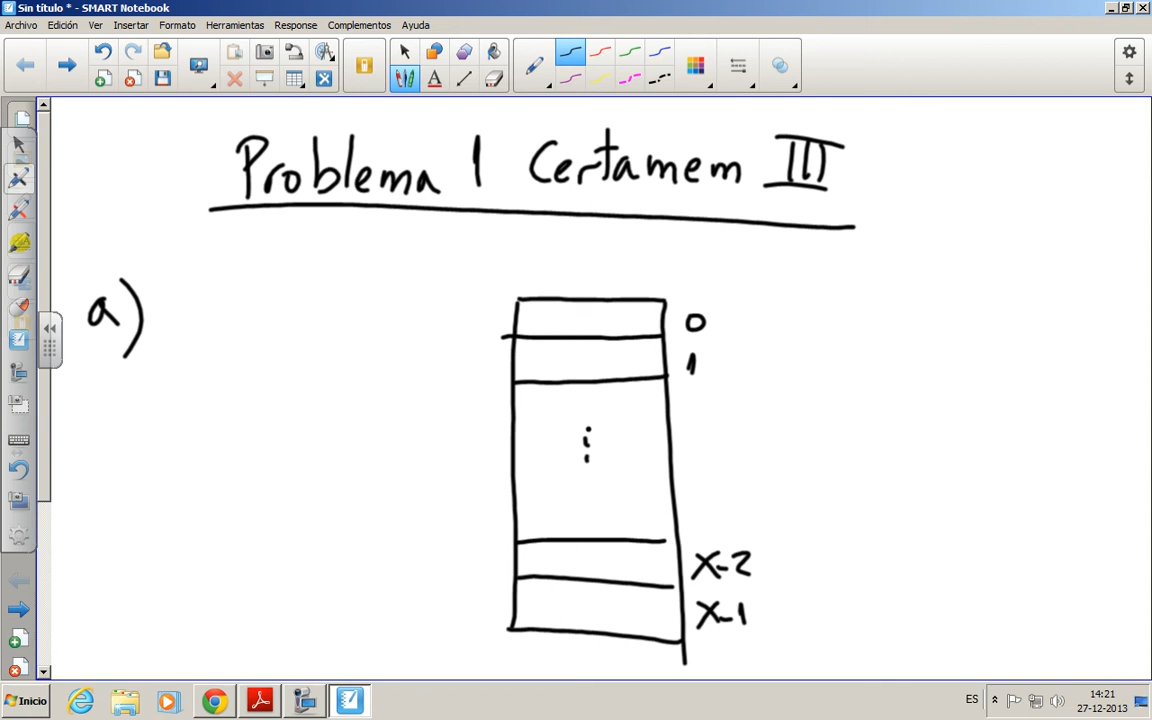 Sin título * - SMART Notebook
Archivo Edición Ver Insertar Formato Herramientas Response Complementos Ayuda
Problema 1 Certamem III
a)
0
1
X-2
X-1
Inicio
ES
14:21
27-12-2013